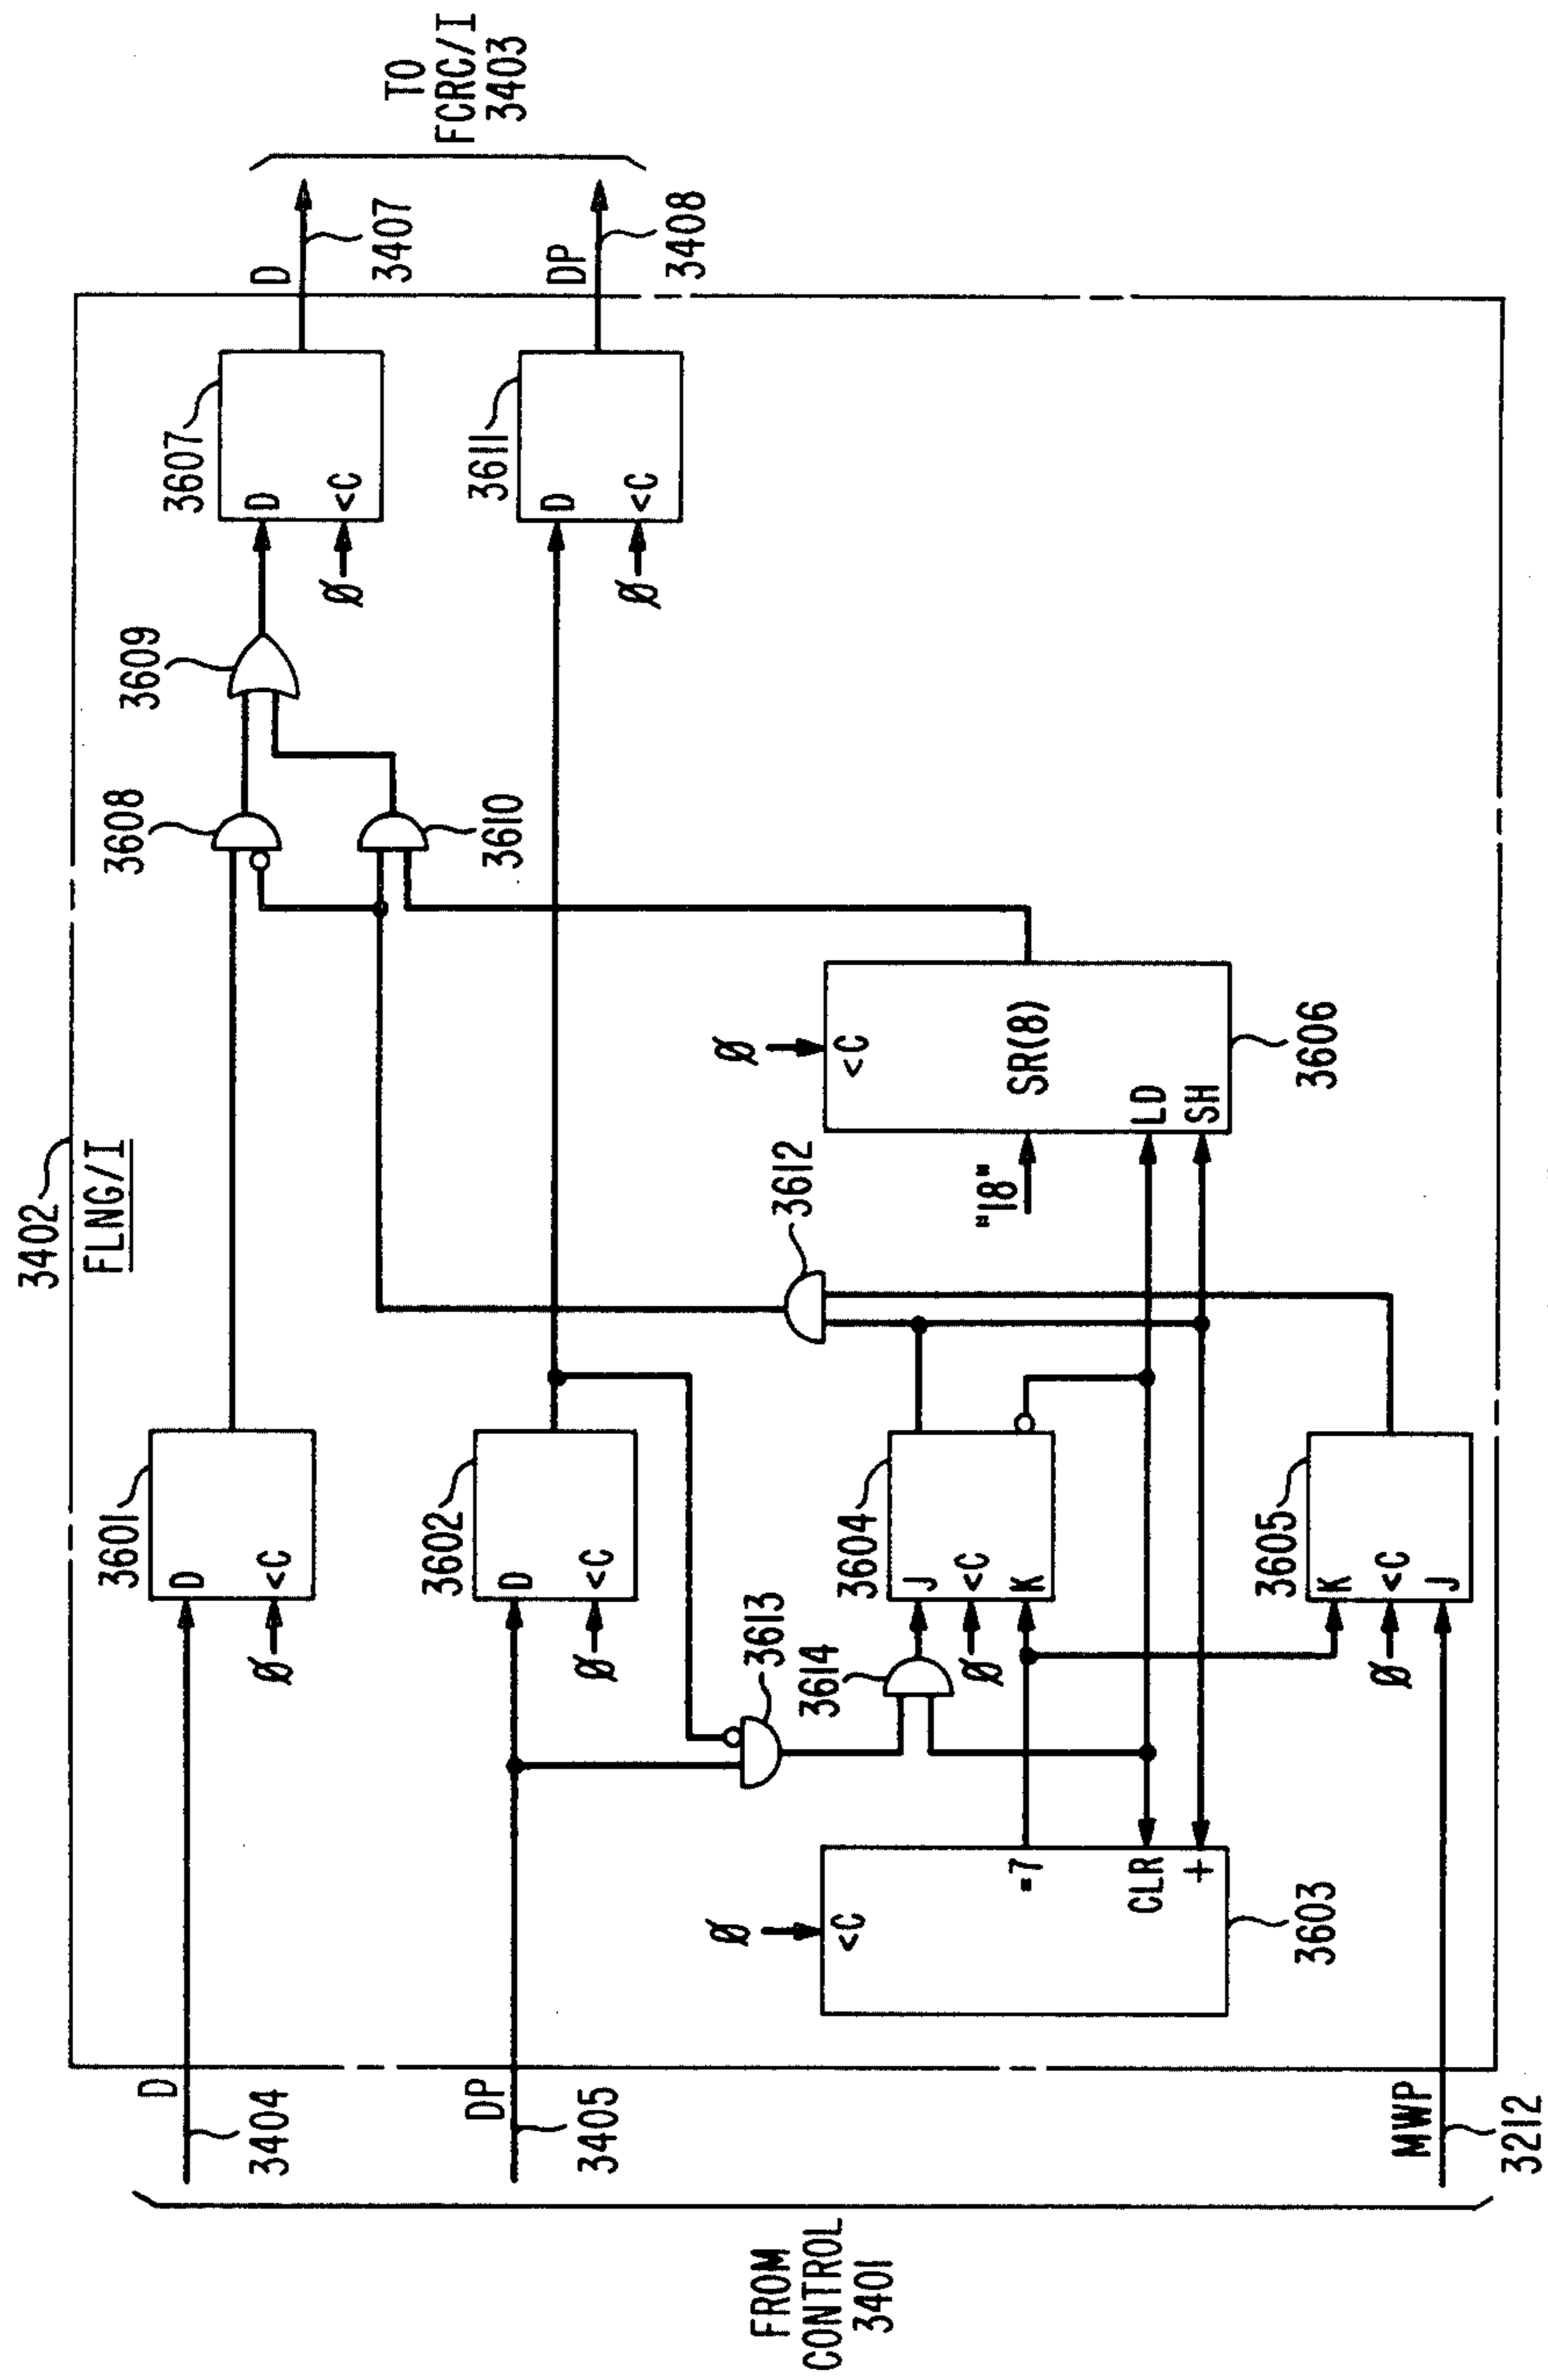 3402
FLNG/I
FROM
CONTROL
3401
D
3404
DP
3405
MWP
3212
3601
D
<C
Ø
3602
D
<C
Ø
3613
3614
3604
J
<C
K
Ø
3603
Ø
<C
=7
CLR
+
3605
K
<C
J
Ø
3612
"18"
Ø
<C
SR(8)
LD
SH
3606
3608
3610
3609
3607
D
<C
Ø
3611
D
<C
Ø
D
3407
DP
3408
TO
FCRC/I
3403